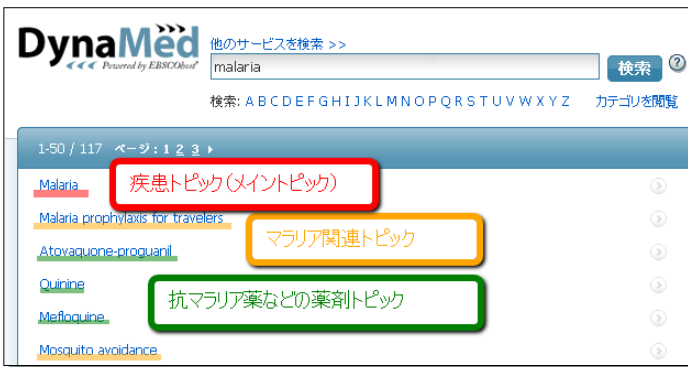 DynaMed
Powered by EBSCOhost
他のサービスを検索 >>
malaria
検索
?
検索: A B C D E F G H I J K L M N O P Q R S T U V W X Y Z カテゴリを閲覧
1-50 / 117 ページ: 1 2 3
Malaria
疾患トピック(メイントピック)
Malaria prophylaxis for travelers
マラリア関連トピック
Atovaquone-proguanil
Quinine
抗マラリア薬などの薬剤トピック
Mefloquine
Mosquito avoidance